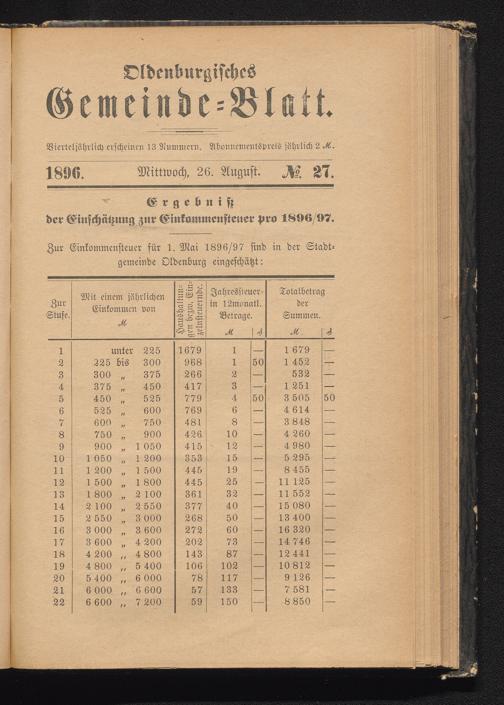 Oldenburgisches
Gemeinde=Blatt.
Vierteljährlich erscheinen 13 Nummern. Abonnementspreis jährlich 2 ℳ.
1896. Mittwoch, 26. August. №. 27.
Ergebniß
der Einschätzung zur Einkommensteuer pro 1896/97.
Zur Einkommensteuer für 1. Mai 1896/97 sind in der Stadt-
gemeinde Oldenburg eingeschätzt:
Zur Stufe. Mit einem jährlichen Einkommen von ℳ Haushaltun-gen bezw. Ein-zelnsteuernde. Jahressteuer-in 12monatl. Betrage. ℳ ₰ Totalbetrag der Summen. ℳ ₰
1 unter 225 1679 1 — 1 679 —
2 225 bis 300 968 1 50 1 452 —
3 300 „ 375 266 2 — 532 —
4 375 „ 450 417 3 — 1 251 —
5 450 „ 525 779 4 50 3 505 50
6 525 „ 600 769 6 — 4 614 —
7 600 „ 750 481 8 — 3 848 —
8 750 „ 900 426 10 — 4 260 —
9 900 „ 1 050 415 12 — 4 980 —
10 1 050 „ 1 200 353 15 — 5 295 —
11 1 200 „ 1 500 445 19 — 8 455 —
12 1 500 „ 1 800 445 25 — 11 125 —
13 1 800 „ 2 100 361 32 — 11 552 —
14 2 100 „ 2 550 377 40 — 15 080 —
15 2 550 „ 3 000 268 50 — 13 400 —
16 3 000 „ 3 600 272 60 — 16 320 —
17 3 600 „ 4 200 202 73 — 14 746 —
18 4 200 „ 4 800 143 87 — 12 441 —
19 4 800 „ 5 400 106 102 — 10 812 —
20 5 400 „ 6 000 78 117 — 9 126 —
21 6 000 „ 6 600 57 133 — 7 581 —
22 6 600 „ 7 200 59 150 — 8 850 —